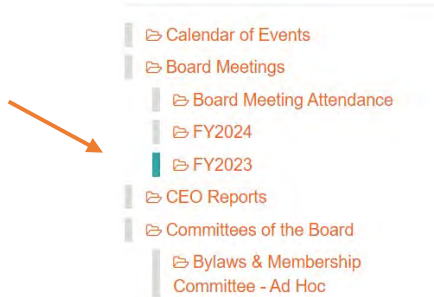 Calendar of Events
Board Meetings
Board Meeting Attendance
FY2024
FY2023
CEO Reports
Committees of the Board
Bylaws & Membership
Committee - Ad Hoc